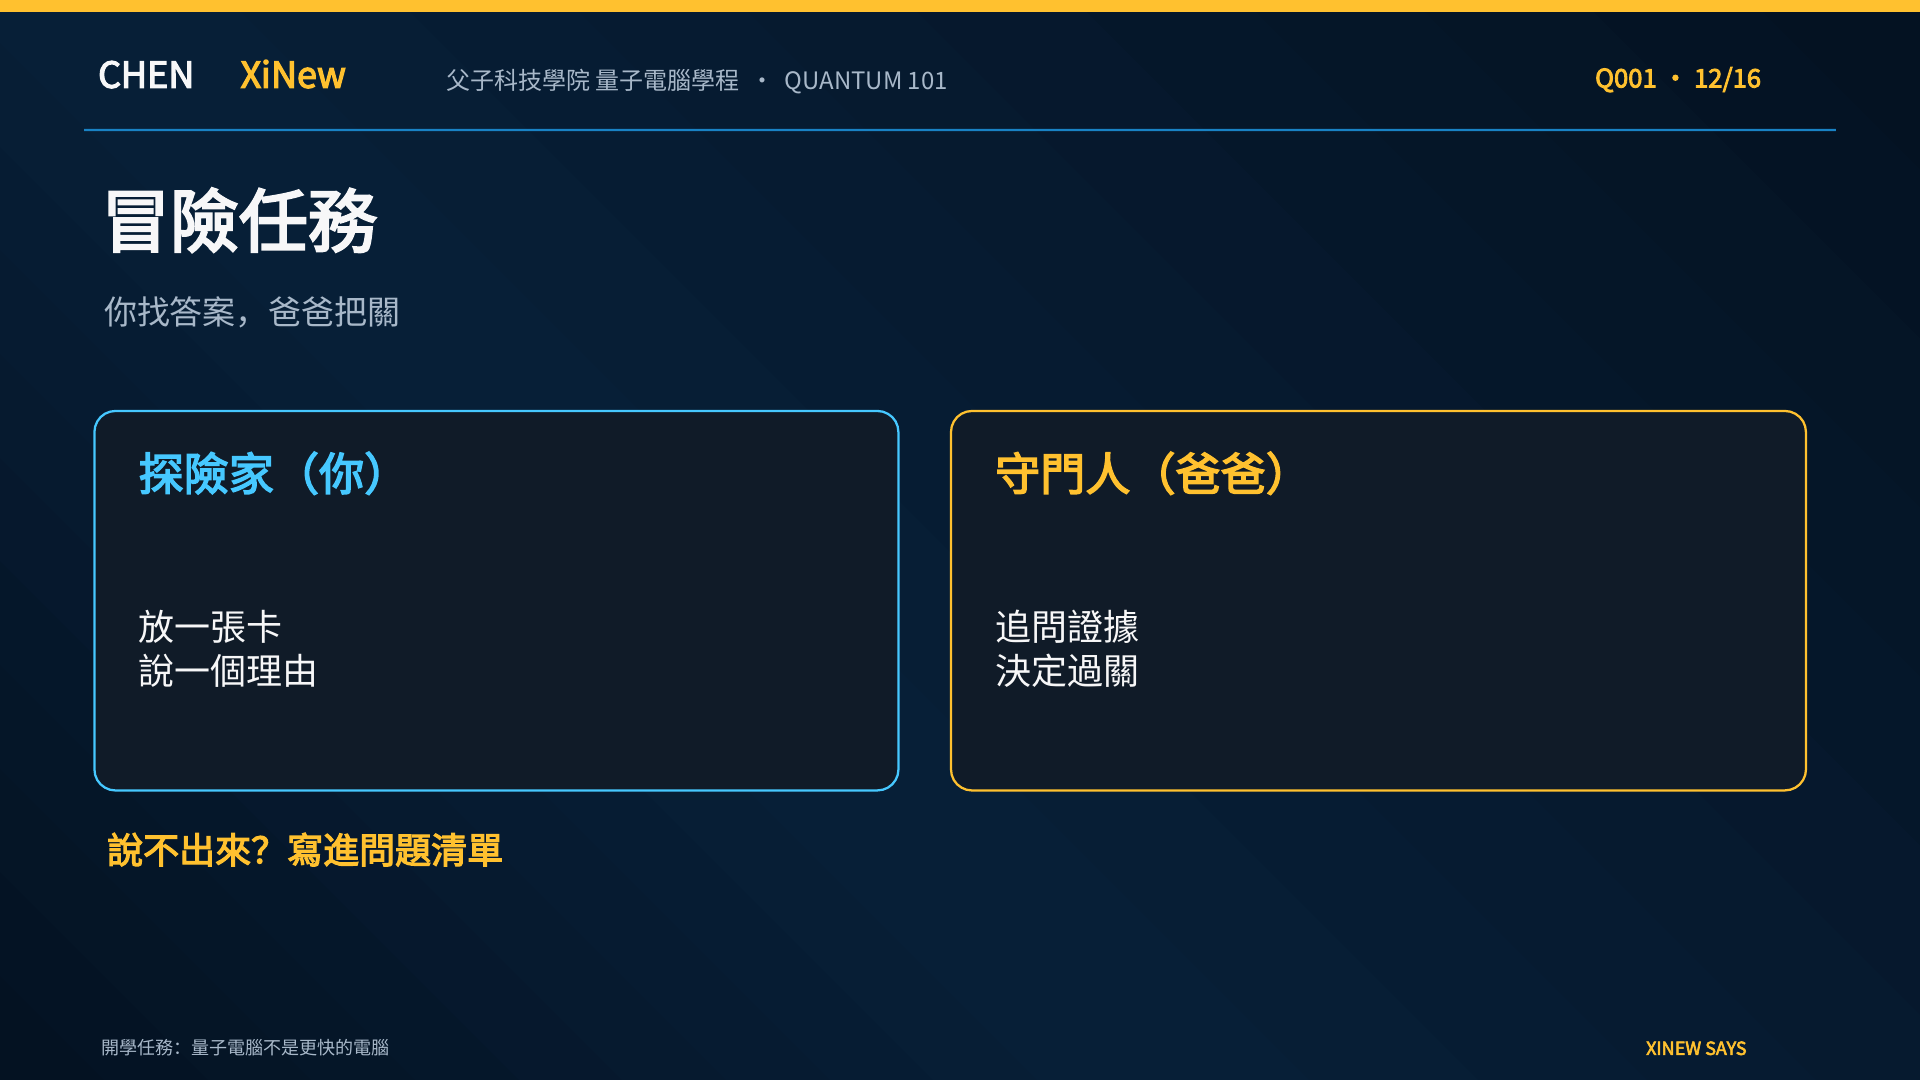 CHEN XiNew 父子科技學院 量子電腦學程 · QUANTUM 101 Q001 · 12/16
冒險任務
你找答案，爸爸把關
探險家（你）
放一張卡
說一個理由
守門人（爸爸）
追問證據
決定過關
說不出來？寫進問題清單
開學任務：量子電腦不是更快的電腦 XINEW SAYS